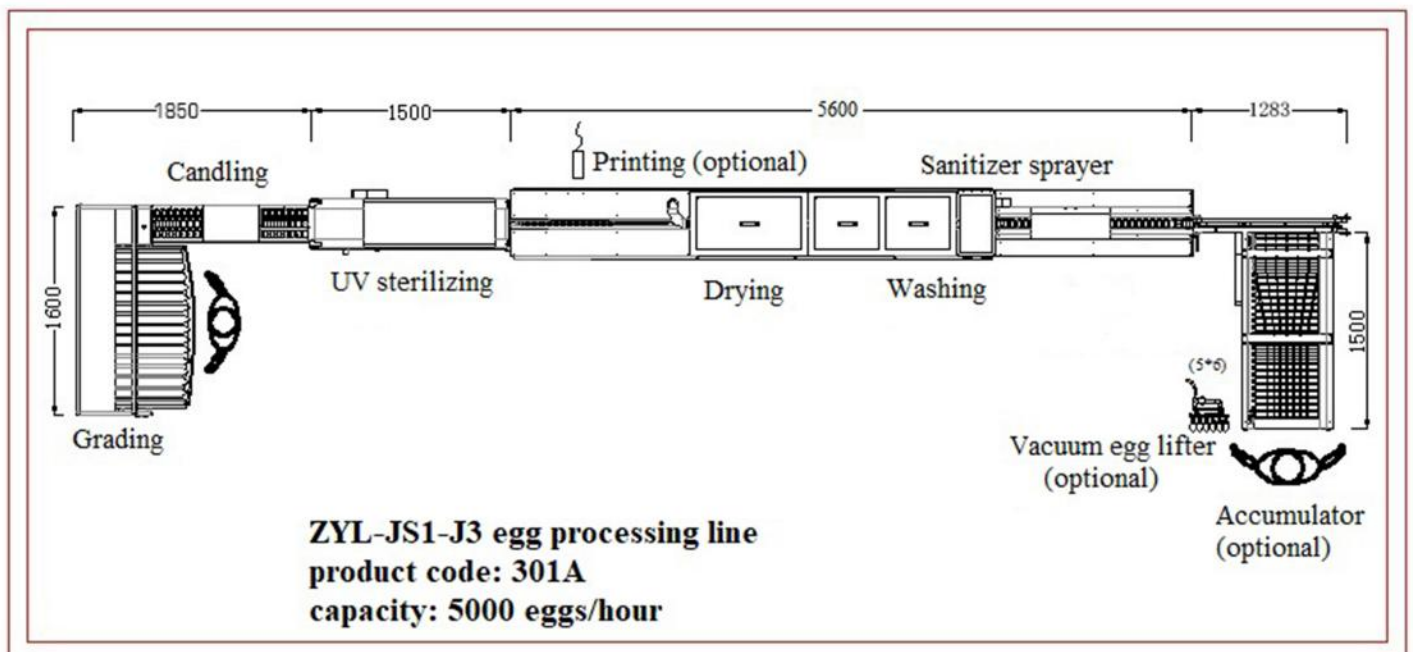 1850
1500
5600
1283
Printing (optional)
Sanitizer sprayer
Candling
UV sterilizing
Drying
Washing
1600
1500
(5*6)
Grading
Vacuum egg lifter
(optional)
Accumulator
(optional)
ZYL-JS1-J3 egg processing line
product code: 301A
capacity: 5000 eggs/hour